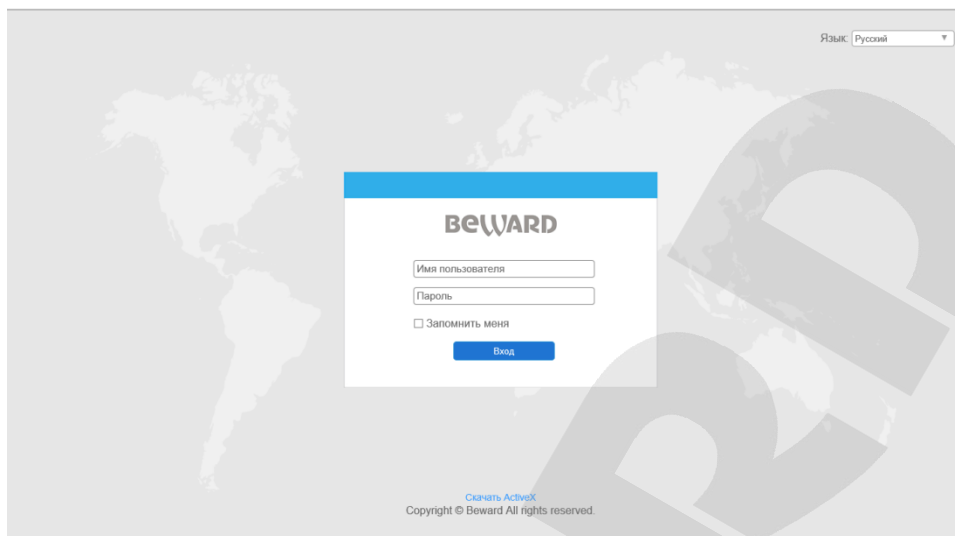 Язык: Русский
BEWARD
Имя пользователя
Пароль
Запомнить меня
Вход
Скачать ActiveX
Copyright © Beward All rights reserved.